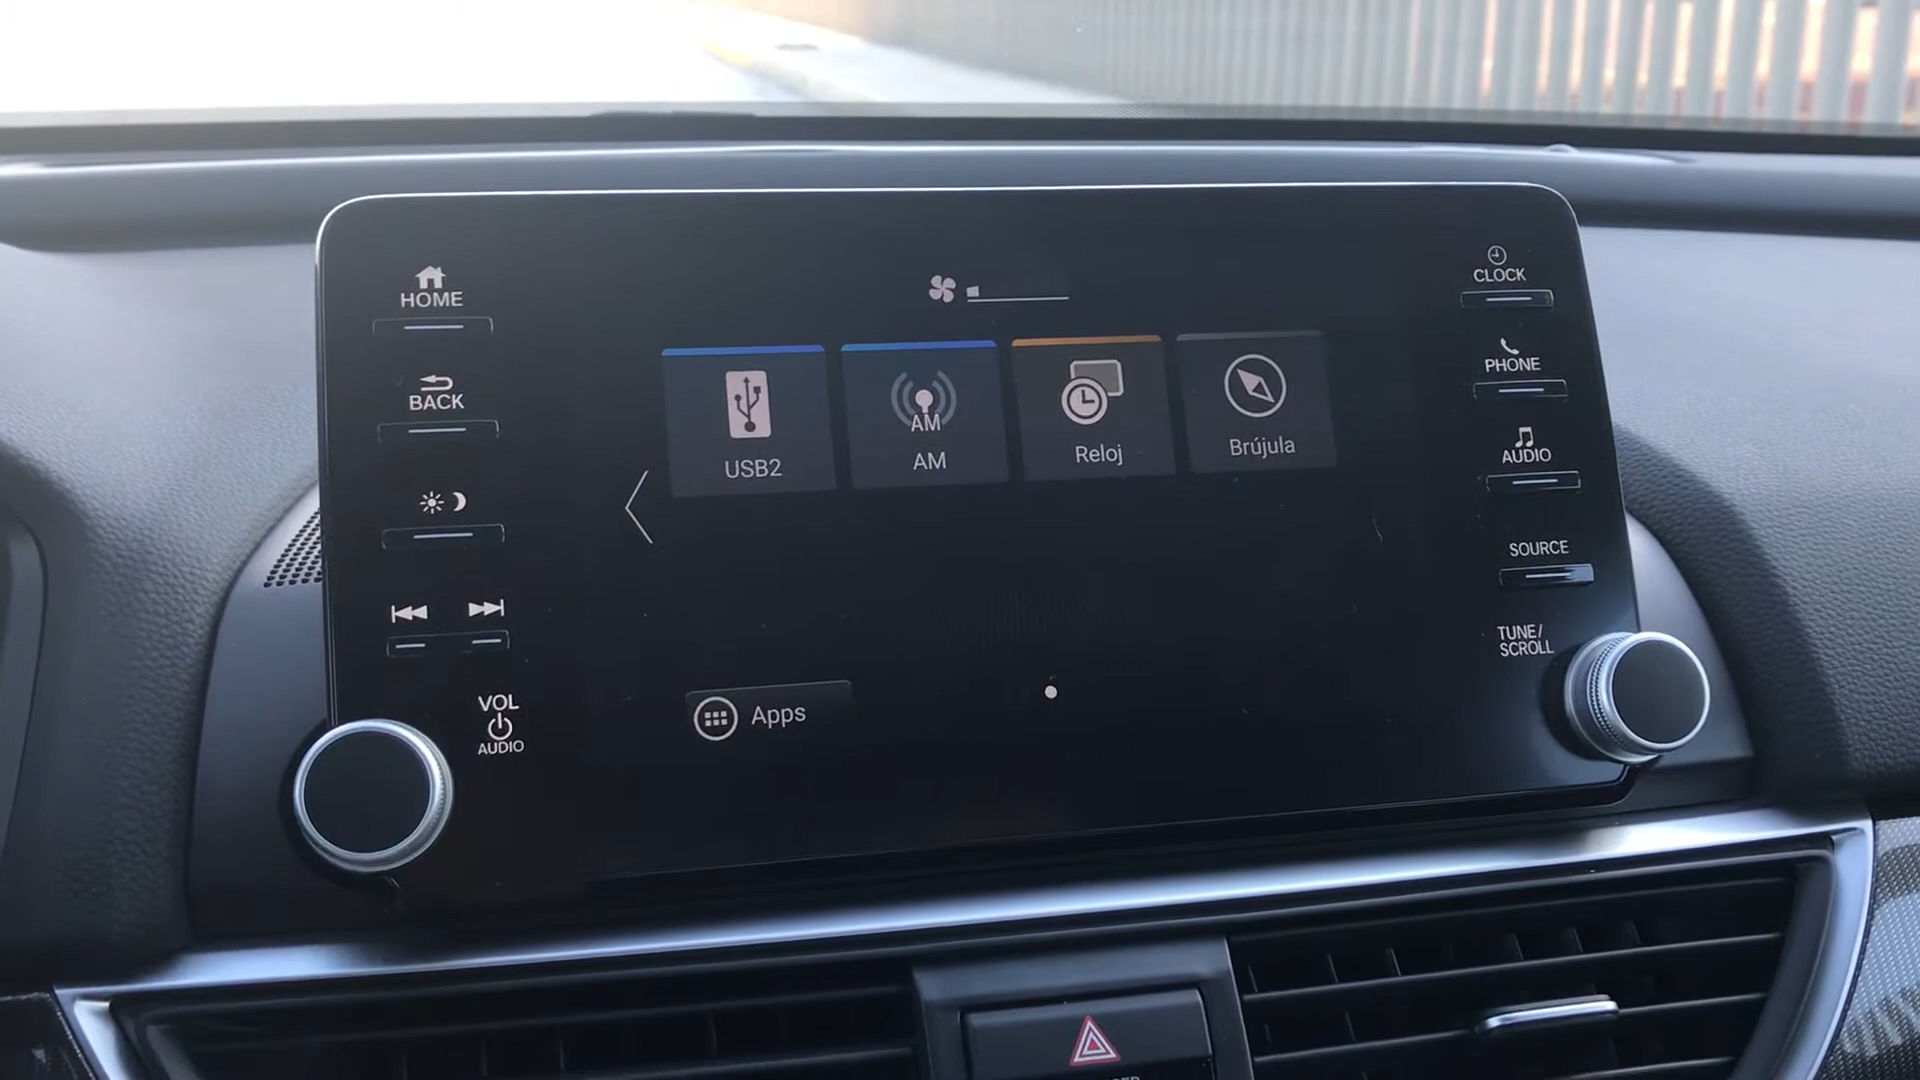 HOME
BACK
VOL
AUDIO
USB2
AM
AM
Reloj
Brújula
Apps
CLOCK
PHONE
AUDIO
SOURCE
TUNE/
SCROLL